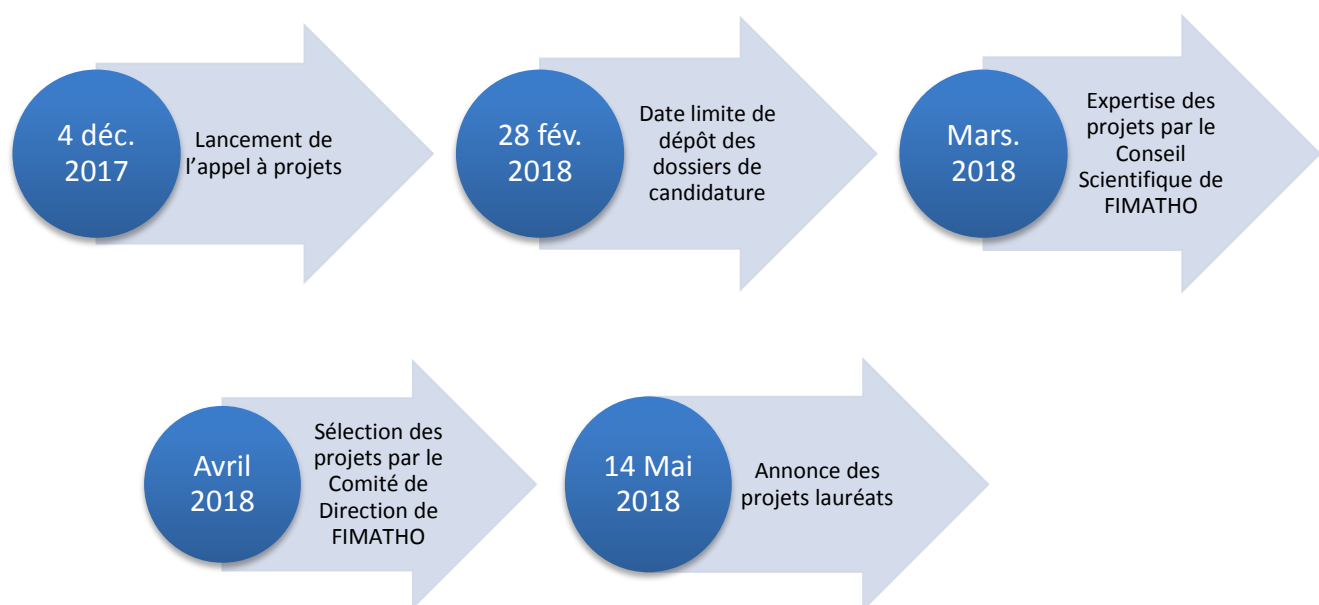 4 déc.
2017
Lancement de
l’appel à projets
28 fév.
2018
Date limite de
dépôt des
dossiers de
candidature
Mars.
2018
Expertise des
projets par le
Conseil
Scientifique de
FIMATHO
Avril
2018
Sélection des
projets par le
Comité de
Direction de
FIMATHO
14 Mai
2018
Annonce des
projets lauréats